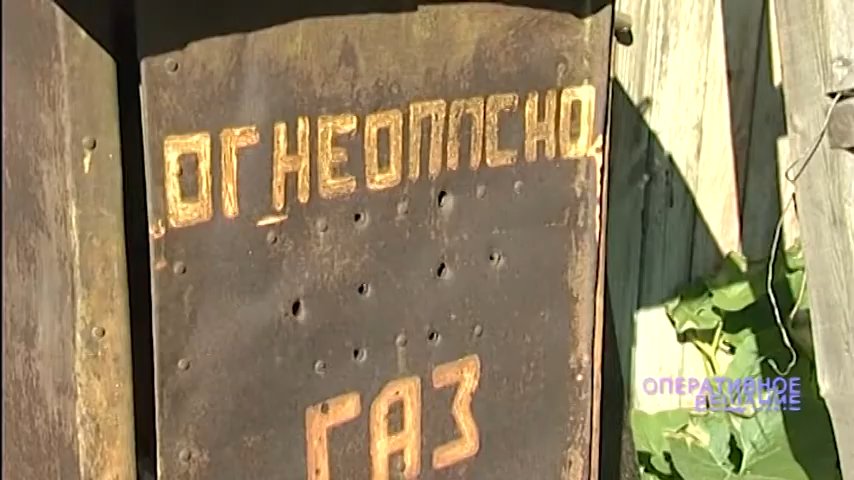 ОГНЕОПАСНО
ГАЗ
ОПЕРАТИВНОЕ
ВЕЩАНИЕ